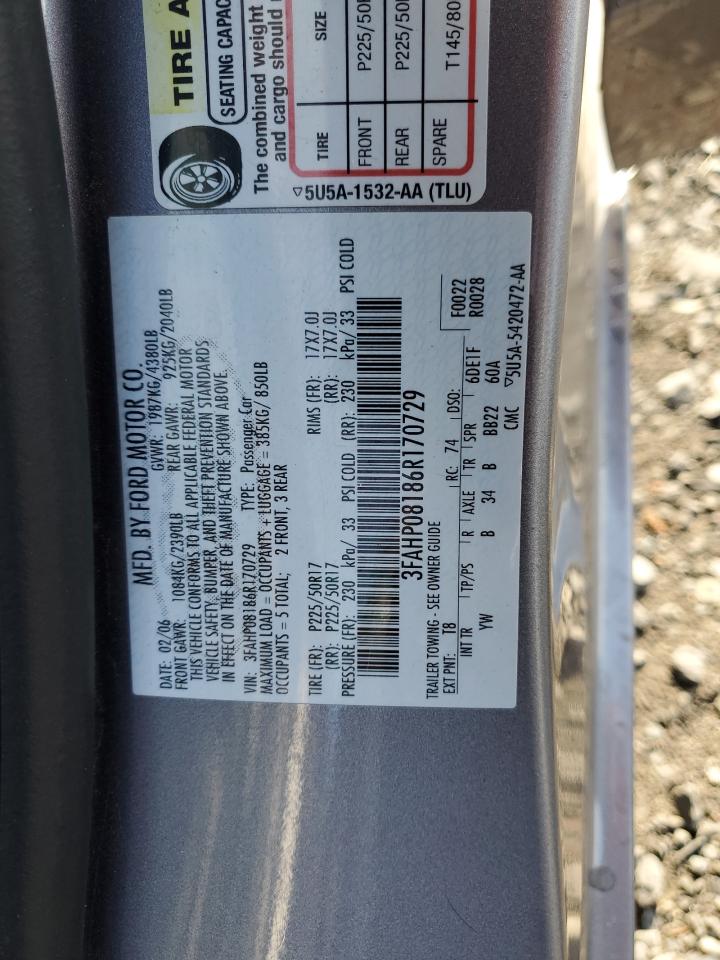 TIRE A
SEATING CAPAC
The combined weight
and cargo should
TIRE SIZE
FRONT P225/50
REAR P225/50
SPARE T145/80
5U5A-1532-AA (TLU)
MFD. BY FORD MOTOR CO.
DATE: 02/06 GVWR: 1987KG/4380LB
FRONT GAWR: 1084KG/2390LB REAR GAWR: 925KG/2040LB
THIS VEHICLE CONFORMS TO ALL APPLICABLE FEDERAL MOTOR
VEHICLE SAFETY, BUMPER, AND THEFT PREVENTION STANDARDS
IN EFFECT ON THE DATE OF MANUFACTURE SHOWN ABOVE.
VIN: 3FAHP08186R170729 TYPE: Passenger Car
MAXIMUM LOAD = OCCUPANTS + LUGGAGE = 385KG/ 850LB
OCCUPANTS = 5 TOTAL: 2 FRONT, 3 REAR
TIRE (FR): P225/50R17 RIMS (FR): 17X7.0J
(RR): P225/50R17 (RR): 17X7.0J
PRESSURE (FR): 230 kPa/ 33 PSI COLD (RR): 230 kPa/ 33 PSI COLD
3FAHP08186R170729
F0022
R0028
TRAILER TOWING - SEE OWNER GUIDE
EXT PNT: T8 RC: 74 DSO: 6DE1F
INT TR TP/PS R AXLE TR SPR 60A
YW B 34 B BB22
CMC 5U5A-5420472-AA